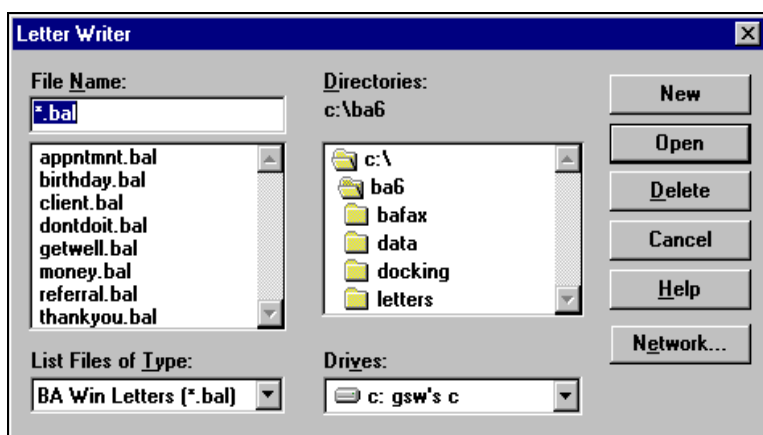 Letter Writer
File Name:
*.bal
appntmnt.bal
birthday.bal
client.bal
dontdoit.bal
getwell.bal
money.bal
referral.bal
thankyou.bal
List Files of Type:
BA Win Letters (*.bal)
Directories:
c:\ba6
c:\
ba6
bafax
data
docking
letters
Drives:
c: gsw's c
New
Open
Delete
Cancel
Help
Network...